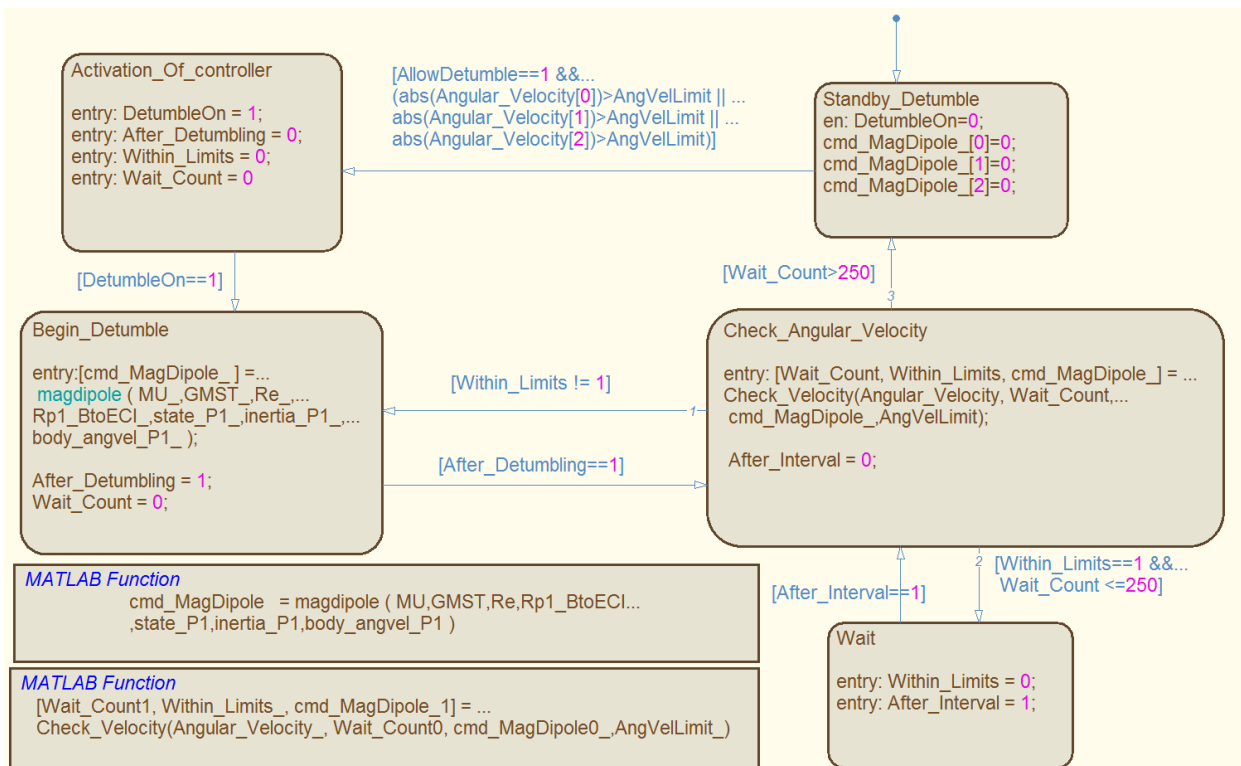 Activation_Of_controller
entry: DetumbleOn = 1;
entry: After_Detumbling = 0;
entry: Within_Limits = 0;
entry: Wait_Count = 0
[AllowDetumble==1 &&...
(abs(Angular_Velocity[0])>AngVelLimit || ...
abs(Angular_Velocity[1])>AngVelLimit || ...
abs(Angular_Velocity[2])>AngVelLimit)]
Standby_Detumble
en: DetumbleOn=0;
cmd_MagDipole_[0]=0;
cmd_MagDipole_[1]=0;
cmd_MagDipole_[2]=0;
[DetumbleOn==1]
[Wait_Count>250]
3
Begin_Detumble
entry:[cmd_MagDipole_ ] =...
magdipole ( MU_,GMST_,Re_,...
Rp1_BtoECI_,state_P1_,inertia_P1_,...
body_angvel_P1_ );
After_Detumbling = 1;
Wait_Count = 0;
[Within_Limits != 1]
1
[After_Detumbling==1]
Check_Angular_Velocity
entry: [Wait_Count, Within_Limits, cmd_MagDipole_] = ...
Check_Velocity(Angular_Velocity, Wait_Count,...
cmd_MagDipole_,AngVelLimit);
After_Interval = 0;
[After_Interval==1]
2
[Within_Limits==1 &&...
Wait_Count <=250]
MATLAB Function
cmd_MagDipole = magdipole ( MU,GMST,Re,Rp1_BtoECI...
,state_P1,inertia_P1,body_angvel_P1 )
MATLAB Function
[Wait_Count1, Within_Limits_, cmd_MagDipole_1] = ...
Check_Velocity(Angular_Velocity_, Wait_Count0, cmd_MagDipole0_,AngVelLimit_)
Wait
entry: Within_Limits = 0;
entry: After_Interval = 1;